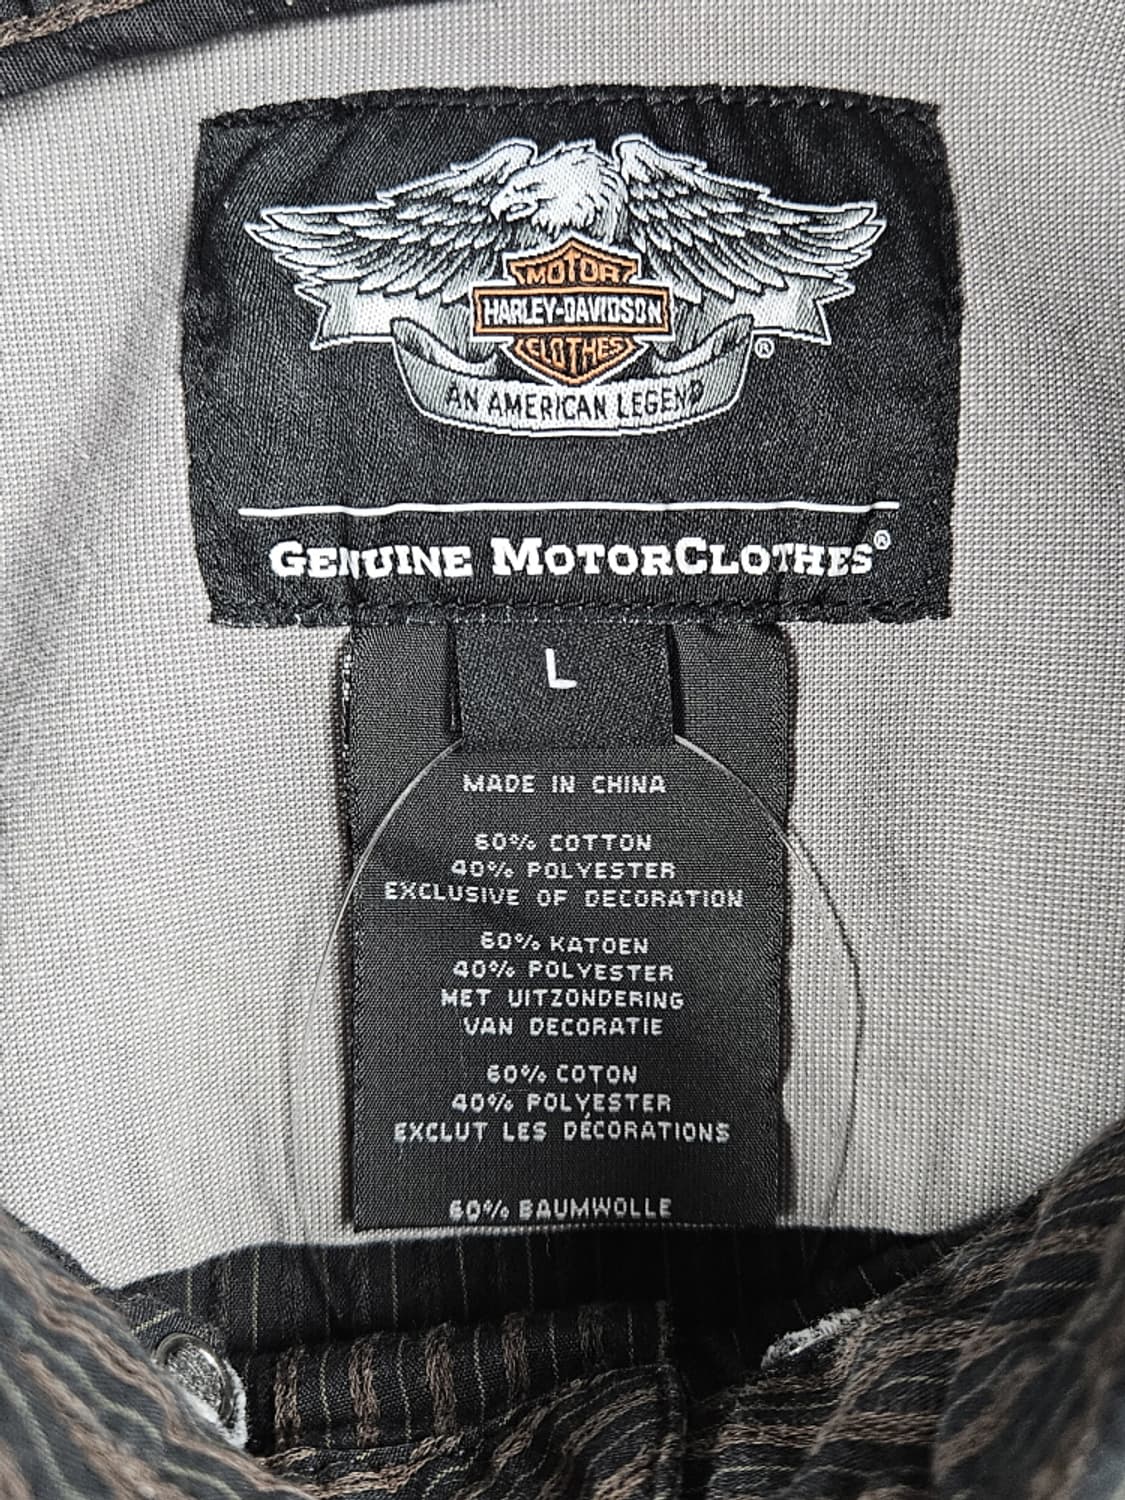 MOTOR
HARLEY-DAVIDSON
CLOTHES
®
AN AMERICAN LEGEND
GENUINE MOTORCLOTHES®
L
MADE IN CHINA
60% COTTON
40% POLYESTER
EXCLUSIVE OF DECORATION
60% KATOEN
40% POLYESTER
MET UITZONDERING
VAN DECORATIE
60% COTON
40% POLYESTER
EXCLUT LES DÉCORATIONS
60% BAUMWOLLE